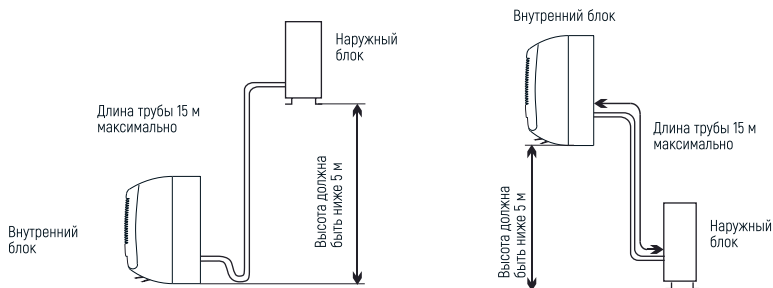 Наружный
блок
Длина трубы 15 м
максимально
Высота должна
быть ниже 5 м
Внутренний
блок
Внутренний блок
Длина трубы 15 м
максимально
Высота должна
быть ниже 5 м
Наружный
блок